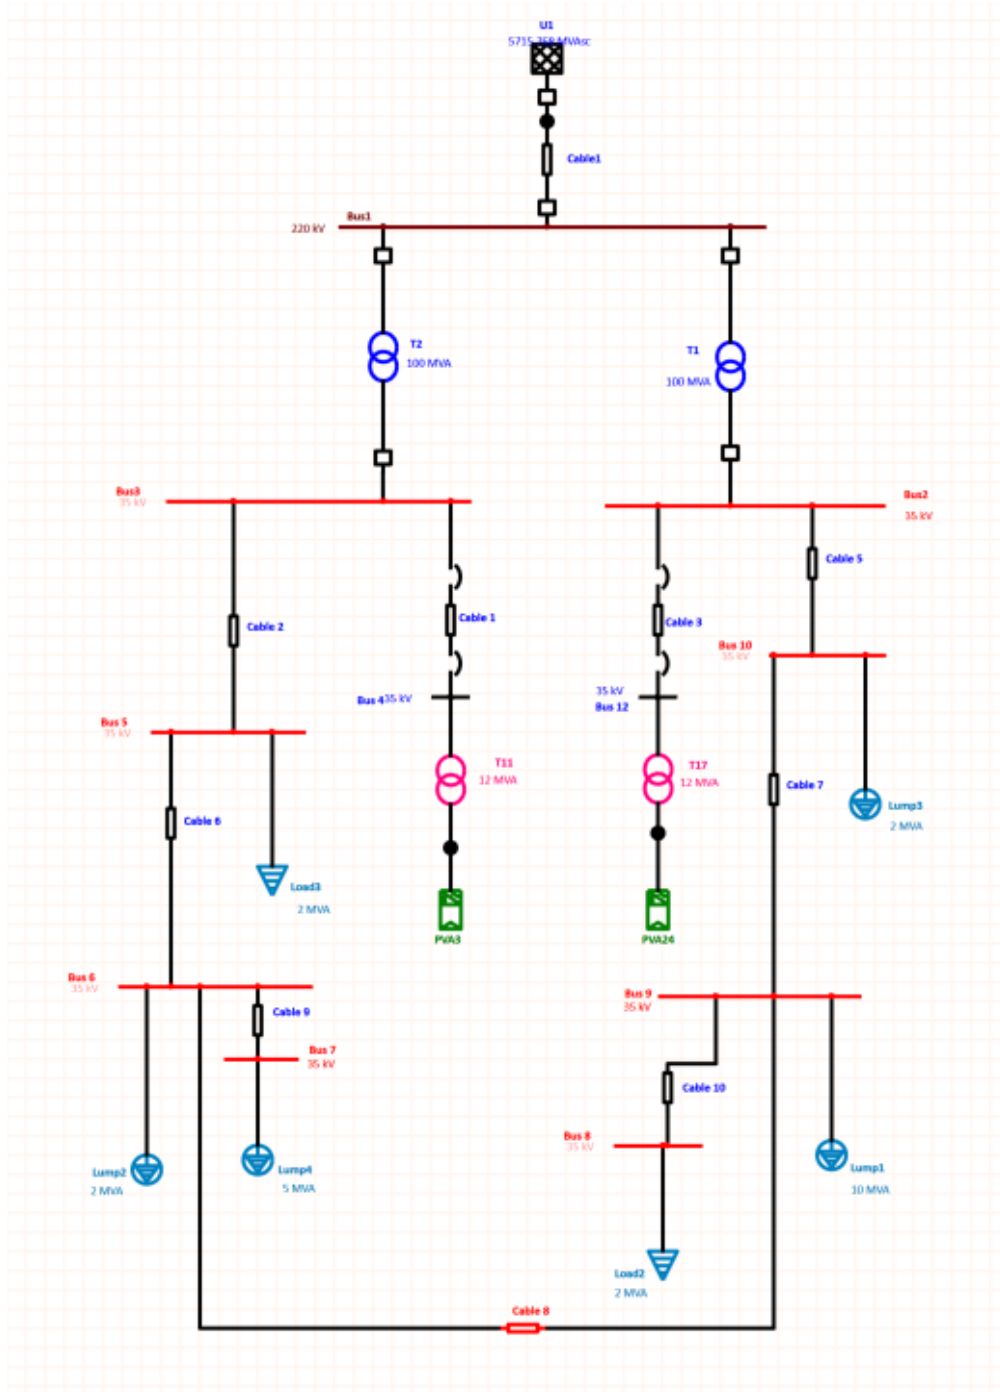 U1
5715.768 MVAsc
Cable1
Bus1
220 kV
T2
100 MVA
T1
100 MVA
Bus3
35 kV
Bus2
35 kV
Cable 5
Cable 2
Cable 1
Cable 3
Bus 10
35 kV
Bus 4 35 kV
35 kV
Bus 12
Bus 5
35 kV
T11
12 MVA
T17
12 MVA
Cable 7
Lump3
2 MVA
Cable 6
Load3
2 MVA
PVA3
PVA24
Bus 6
35 kV
Cable 9
Bus 7
35 kV
Bus 9
35 kV
Cable 10
Bus 8
35 kV
Lump2
2 MVA
Lump4
5 MVA
Lump1
10 MVA
Load2
2 MVA
Cable 8